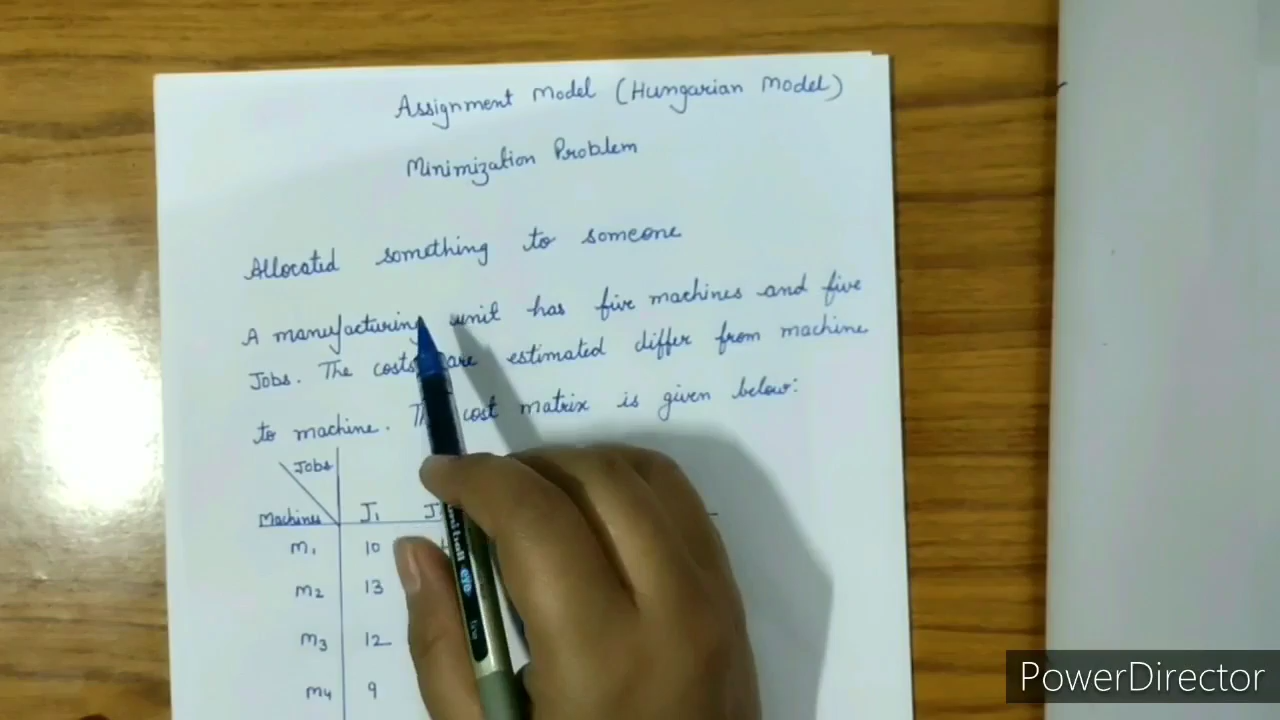 Assignment Model (Hungarian Model)
Minimization Problem
Allocated something to someone
A manufacturing unit has five machines and five
Jobs. The costs are estimated differ from machine
to machine. cost matrix is given below:
Jobs
Machines J1
M1 10
M2 13
M3 12
M4 9
eye
fine
PowerDirector